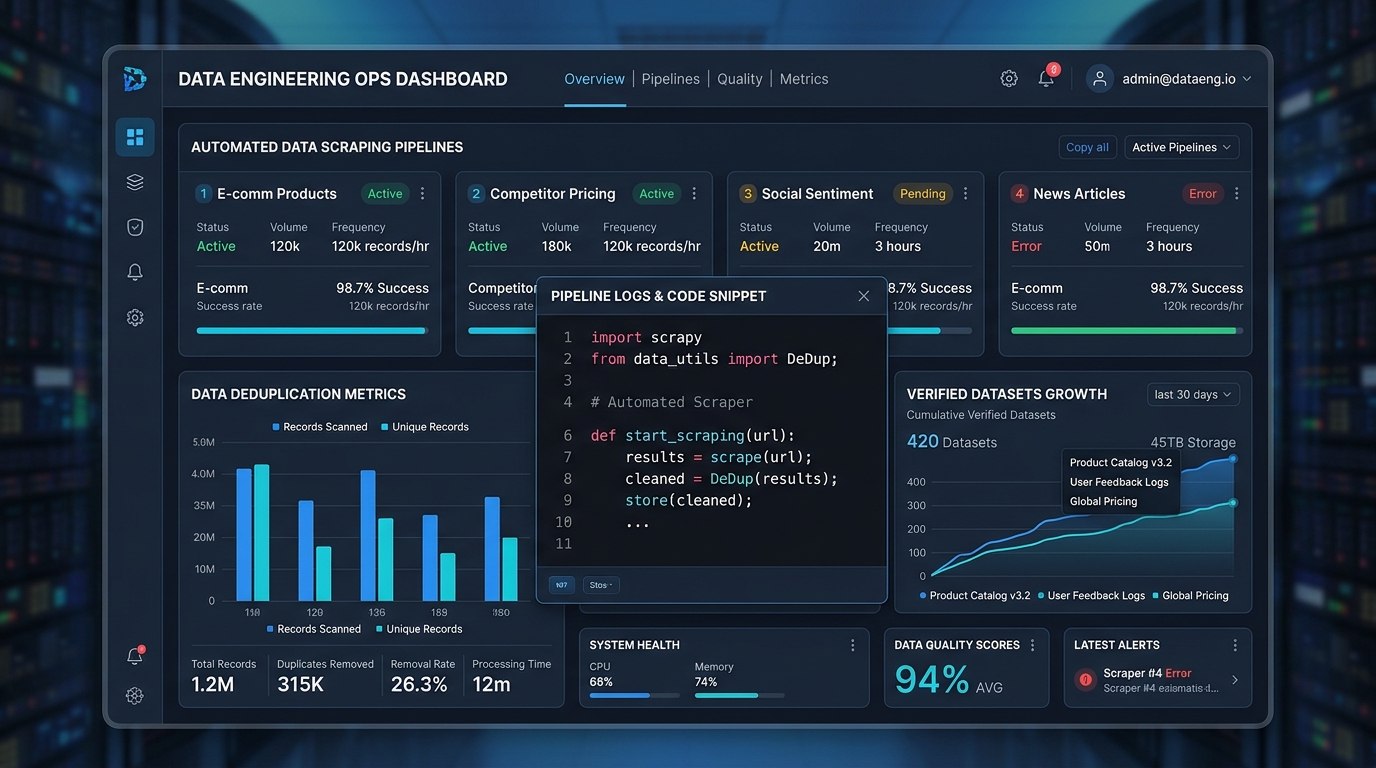 DATA ENGINEERING OPS DASHBOARD
Overview | Pipelines | Quality | Metrics
admin@dataeng.io
AUTOMATED DATA SCRAPING PIPELINES
Copy all
Active Pipelines
1 E-comm Products Active
Status Volume Frequency
Active 120k 120k records/hr
E-comm 98.7% Success
Success rate 120k records/hr
2 Competitor Pricing Active
Status Volume Frequency
Active 180k 120k records/hr
Competitor
Success rate
3 Social Sentiment Pending
Status Volume Frequency
Active 20m 3 hours
8.7% Success
120k records/hr
4 News Articles Error
Status Volume Frequency
Error 50m 3 hours
E-comm 98.7% Success
Success rate 120k records/hr
PIPELINE LOGS & CODE SNIPPET
1 import scrapy
2 from data_utils import DeDup;
3
4 # Automated Scraper
6 def start_scraping(url):
7 results = scrape(url);
8 cleaned = DeDup(results);
9 store(cleaned);
10 ...
11
DATA DEDUPLICATION METRICS
Records Scanned Unique Records
5.0M
4.0M
35M
20M
10M
0
120 136 189
Records Scanned Unique Records
Total Records Duplicates Removed Removal Rate Processing Time
1.2M 315K 26.3% 12m
VERIFIED DATASETS GROWTH
last 30 days
Cumulative Verified Datasets
420 Datasets 45TB Storage
Product Catalog v3.2
User Feedback Logs
Global Pricing
400
300
200
100
0
Product Catalog v3.2 User Feedback Logs Global Pricing
SYSTEM HEALTH
CPU Memory
68% 74%
DATA QUALITY SCORES
94% AVG
LATEST ALERTS
Scraper #4 Error
Scraper #4